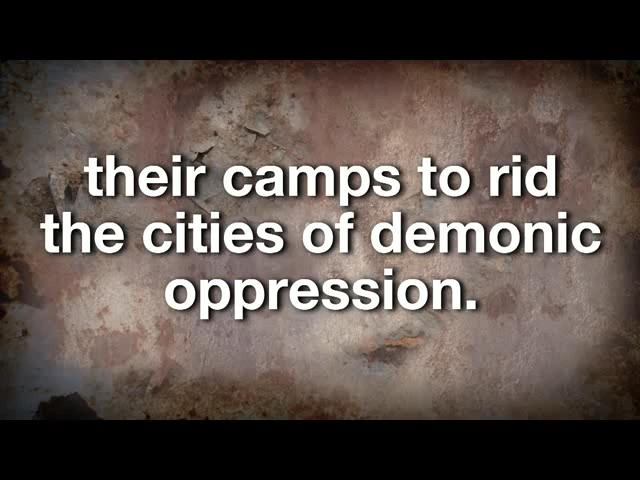 their camps to rid
the cities of demonic
oppression.